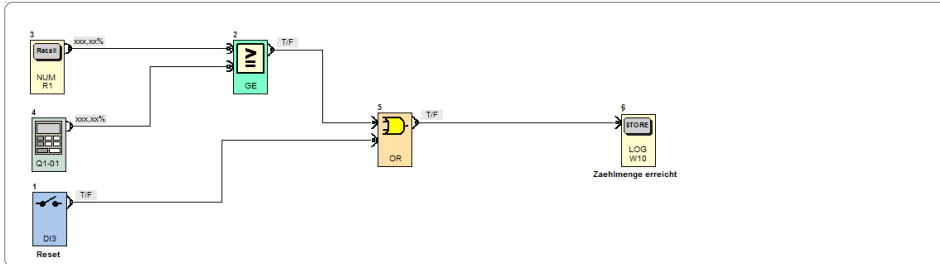 3
Recall
NUM
R1
xxx,xx%
2
GE
T/F
4
Q1-01
xxx,xx%
5
OR
T/F
6
STORE
LOG
W10
Zaehlmenge erreicht
1
DI3
T/F
Reset